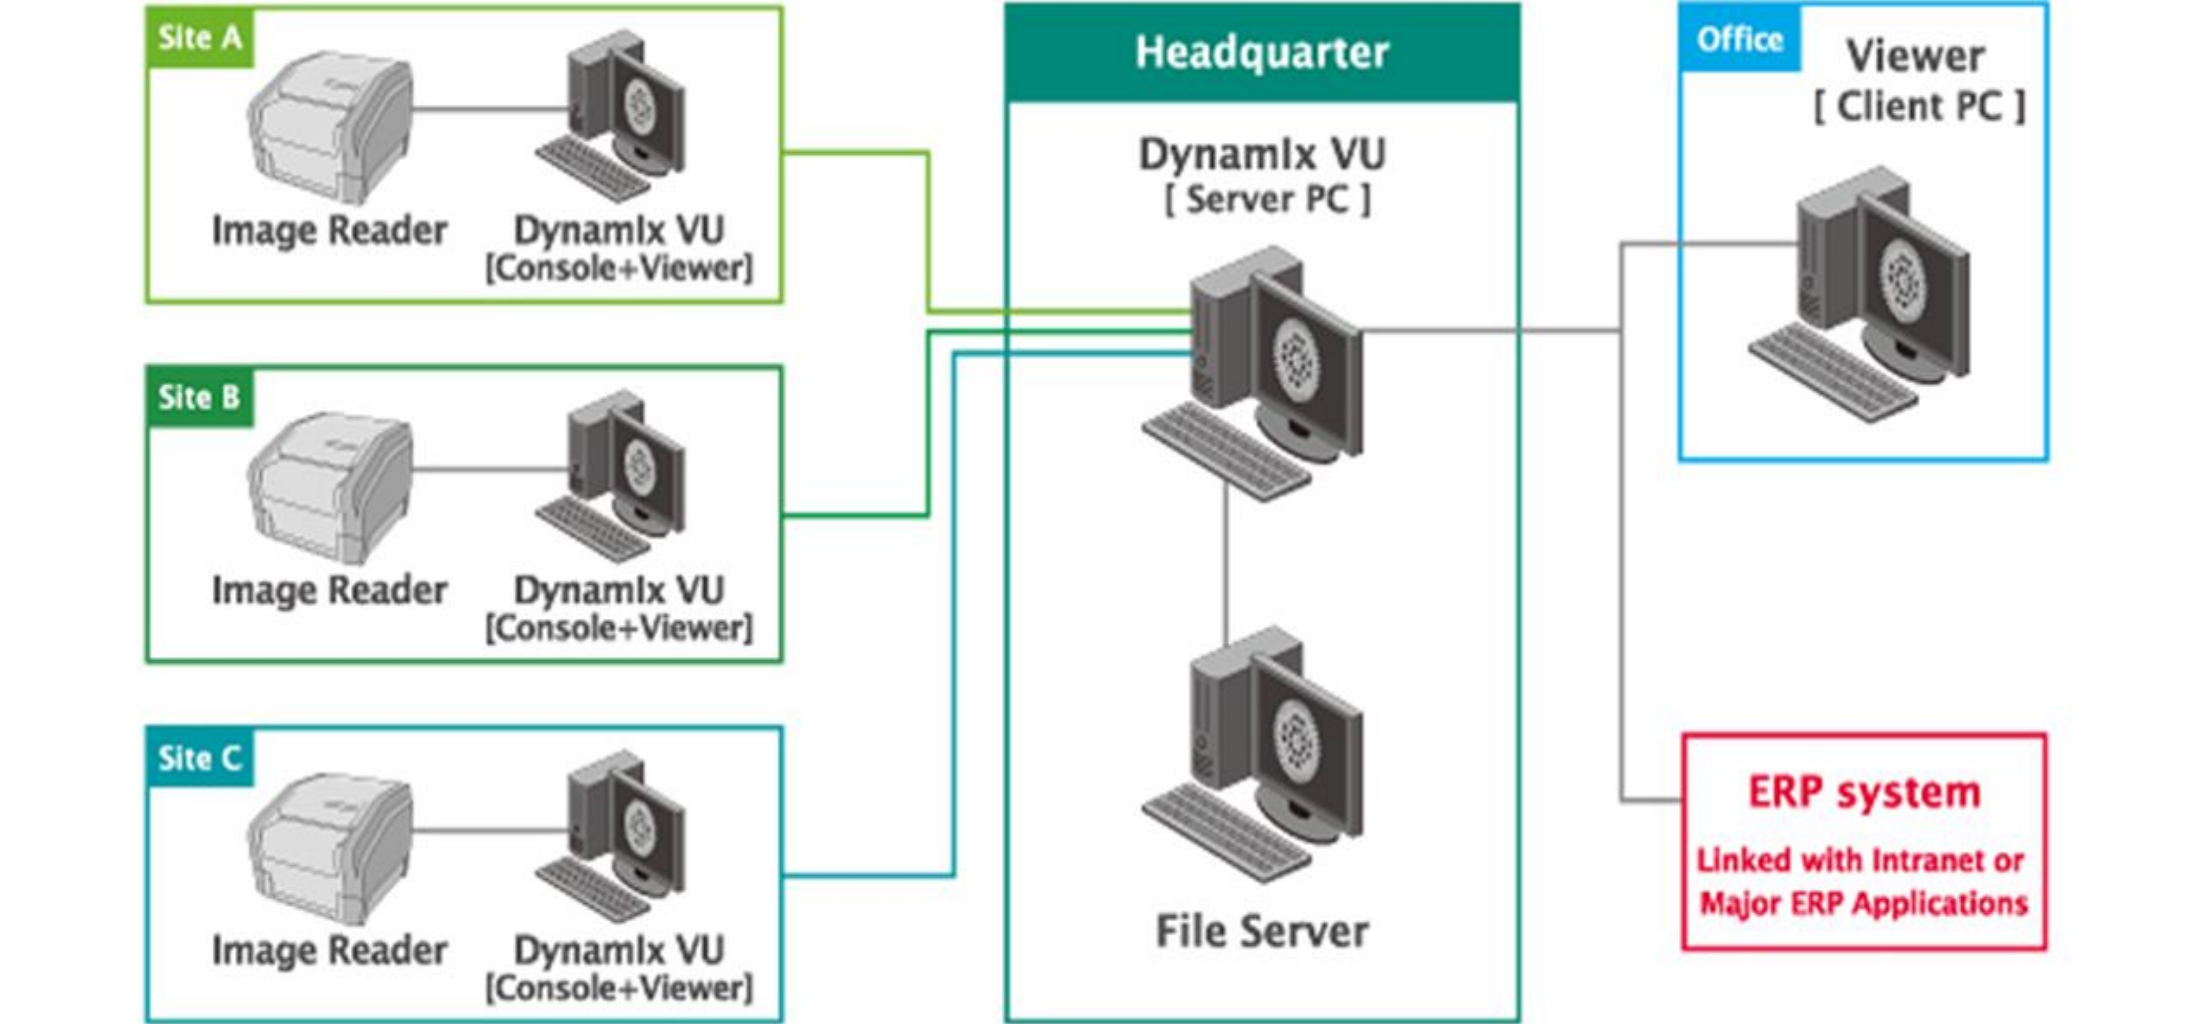 Site A
Image Reader
DynamIx VU
[Console+Viewer]
Site B
Image Reader
DynamIx VU
[Console+Viewer]
Site C
Image Reader
DynamIx VU
[Console+Viewer]
Headquarter
DynamIx VU
[ Server PC ]
File Server
Office
Viewer
[ Client PC ]
ERP system
Linked with Intranet or
Major ERP Applications